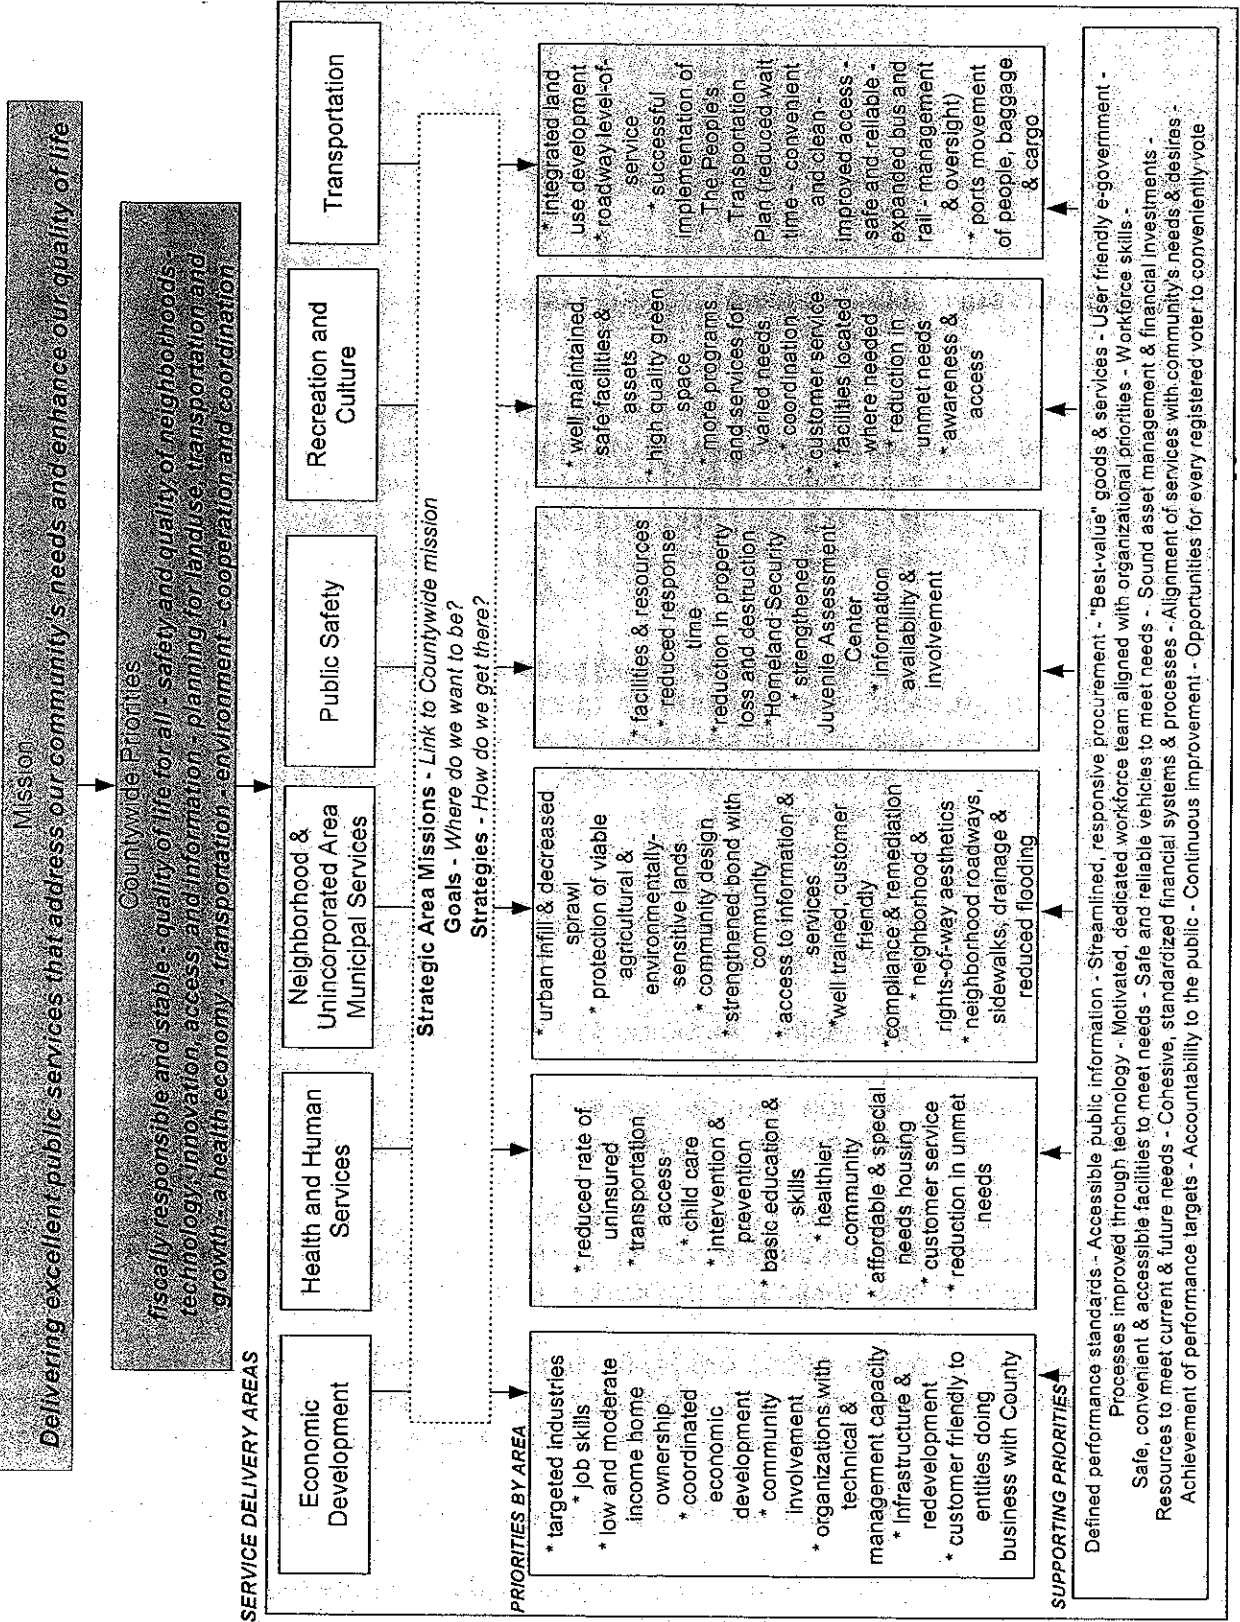 Mission
Delivering excellent public services that address our community's needs and enhance our quality of life
Countywide Priorities
fiscally responsible and stable - quality of life for all - safety and quality of neighborhoods -
technology, innovation, access, and information - planning for landuse, transportation and
growth - a health economy - transportation - environment - cooperation and coordination
SERVICE DELIVERY AREAS
Economic
Development
Health and Human
Services
Neighborhood &
Unincorporated Area
Municipal Services
Public Safety
Recreation and
Culture
Transportation
Strategic Area Missions - Link to Countywide mission
Goals - Where do we want to be?
Strategies - How do we get there?
PRIORITIES BY AREA
* targeted industries
* job skills
* low and moderate
income home
ownership
* coordinated
economic
development
* community
involvement
* organizations with
technical &
management capacity
* Infrastructure &
redevelopment
* customer friendly to
entities doing
business with County
* reduced rate of
uninsured
*transportation
access
* child care
* intervention &
prevention
* basic education &
skills
* healthier
community
* affordable & special
needs housing
* customer service
* reduction in unmet
needs
*urban infill & decreased
sprawl
* protection of viable
agricultural &
environmentally-
sensitive lands
* community design
*strengthened bond with
community
*access to information &
services
*well trained, customer
friendly
*compliance & remediation
* neighborhood &
rights-of-way aesthetics
*neighborhood roadways,
sidewalks, drainage &
reduced flooding
*facilities & resources
* reduced response
time
*reduction in property
loss and destruction
*Homeland Security
* strengthened
Juvenile Assessment
Center
* information
availability &
involvement
*well maintained,
safe facilities &
assets
*high quality green
space
*more programs
and services for
varied needs
* coordination
*customer service
*facilities located
where needed
*reduction in
unmet needs
*awareness &
access
* Integrated land
use development
*roadway level-of-
service
* successful
implementation of
The People's
Transportation
Plan (reduced wait
time - convenient
and clean -
improved access -
safe and reliable -
expanded bus and
rail - management
& oversight)
* ports movement
of people, baggage
& cargo
SUPPORTING PRIORITIES
Defined performance standards - Accessible public information - Streamlined, responsive procurement - "Best-value" goods & services - User friendly e-government -
Processes improved through technology - Motivated, dedicated workforce team aligned with organizational priorities - Workforce skills -
Safe, convenient & accessible facilities to meet needs - Safe and reliable vehicles to meet needs - Sound asset management & financial investments -
Resources to meet current & future needs - Cohesive, standardized financial systems & processes - Alignment of services with community's needs & desires -
Achievement of performance targets - Accountability to the public - Continuous improvement - Opportunities for every registered voter to conveniently vote